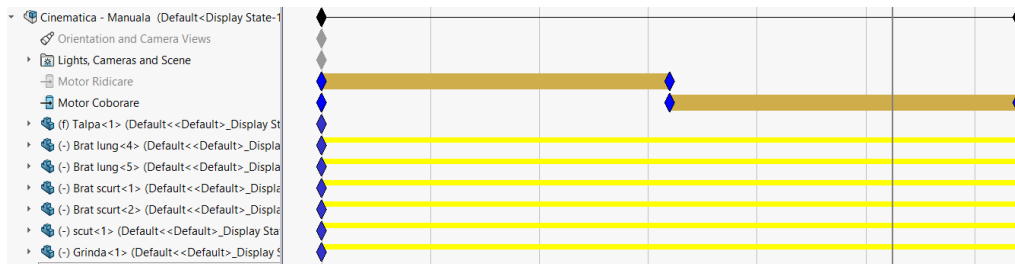 Cinematica - Manuala (Default<Display State-1
Orientation and Camera Views
Lights, Cameras and Scene
Motor Ridicare
Motor Coborare
(f) Talpa<1> (Default<<Default>_Display St
(-) Brat lung<4> (Default<<Default>_Displa
(-) Brat lung<5> (Default<<Default>_Displa
(-) Brat scurt<1> (Default<<Default>_Displa
(-) Brat scurt<2> (Default<<Default>_Displa
(-) scut<1> (Default<<Default>_Display Sta
(-) Grinda<1> (Default<<Default>_Display S